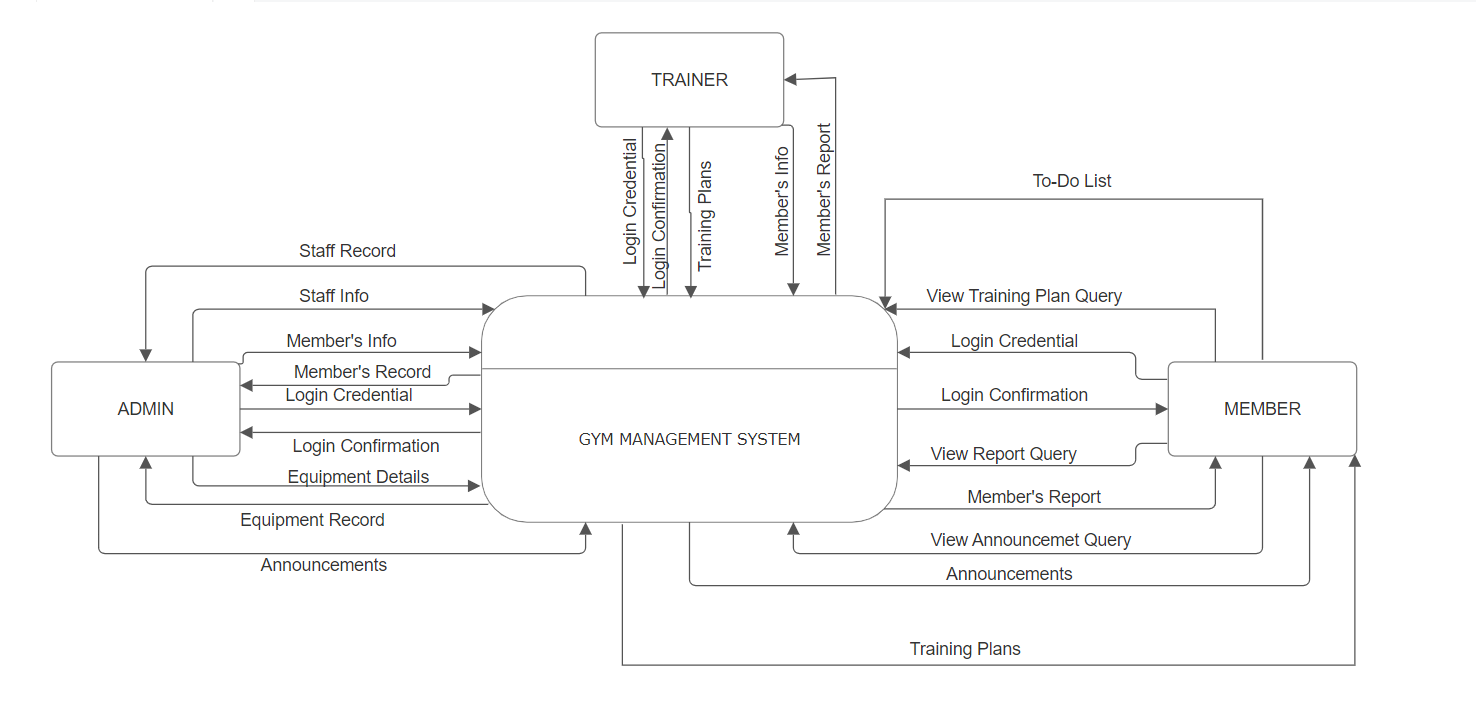 TRAINER
Login Credential
Login Confirmation
Training Plans
Member's Info
Member's Report
To-Do List
Staff Record
Staff Info
Member's Info
Member's Record
Login Credential
Login Confirmation
Equipment Details
Equipment Record
Announcements
ADMIN
GYM MANAGEMENT SYSTEM
View Training Plan Query
Login Credential
Login Confirmation
View Report Query
Member's Report
View Announcemet Query
Announcements
Training Plans
MEMBER